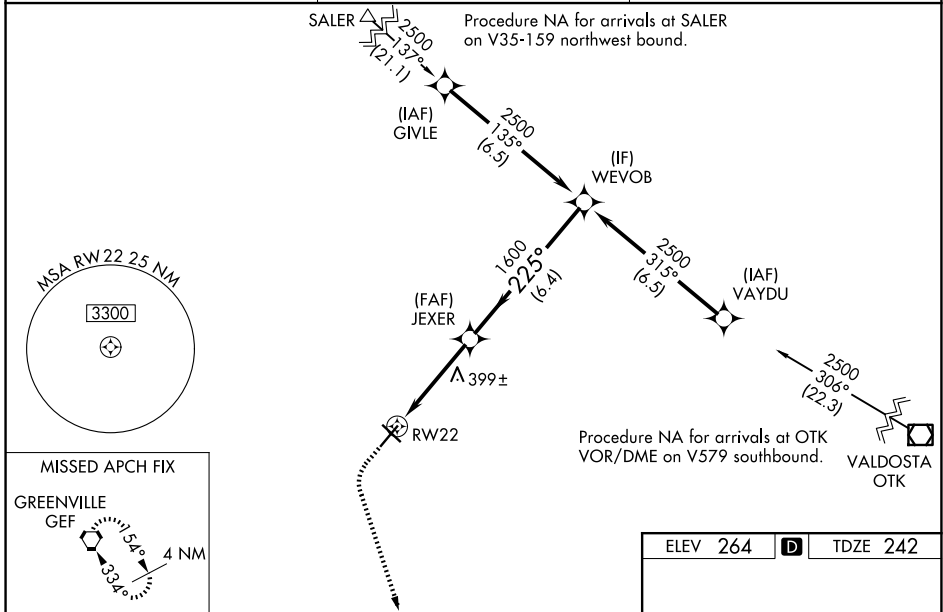 SALER
2500
137°
(21.1)
Procedure NA for arrivals at SALER
on V35-159 northwest bound.
(IAF)
GIVLE
2500
135°
(6.5)
(IF)
WEVOB
MSA RW 22 25 NM
3300
1600
225°
(6.4)
2500
315°
(6.5)
(IAF)
VAYDU
(FAF)
JEXER
399±
RW22
2500
306°
(22.3)
Procedure NA for arrivals at OTK
VOR/DME on V579 southbound.
VALDOSTA
OTK
MISSED APCH FIX
GREENVILLE
GEF
154°
4 NM
334°
ELEV 264 D TDZE 242